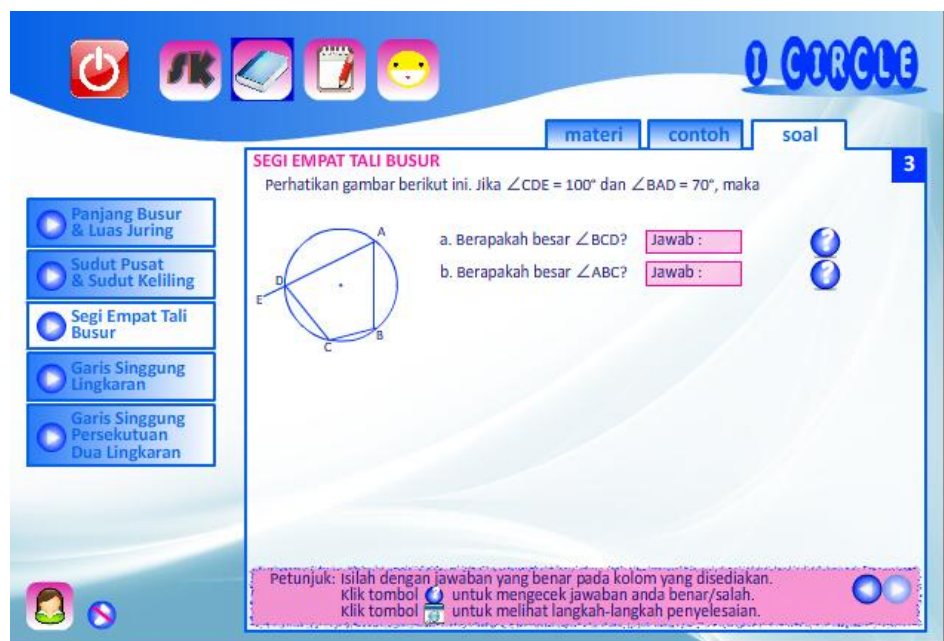 SK
I CIRCLE
materi contoh soal
SEGI EMPAT TALI BUSUR
3
Perhatikan gambar berikut ini. Jika ∠CDE = 100° dan ∠BAD = 70°, maka
Panjang Busur
& Luas Juring
Sudut Pusat
& Sudut Keliling
Segi Empat Tali
Busur
Garis Singgung
Lingkaran
Garis Singgung
Persekutuan
Dua Lingkaran
A
D
E
C
B
a. Berapakah besar ∠BCD? Jawab :
b. Berapakah besar ∠ABC? Jawab :
Petunjuk: Isilah dengan jawaban yang benar pada kolom yang disediakan.
Klik tombol ? untuk mengecek jawaban anda benar/salah.
Klik tombol untuk melihat langkah-langkah penyelesaian.